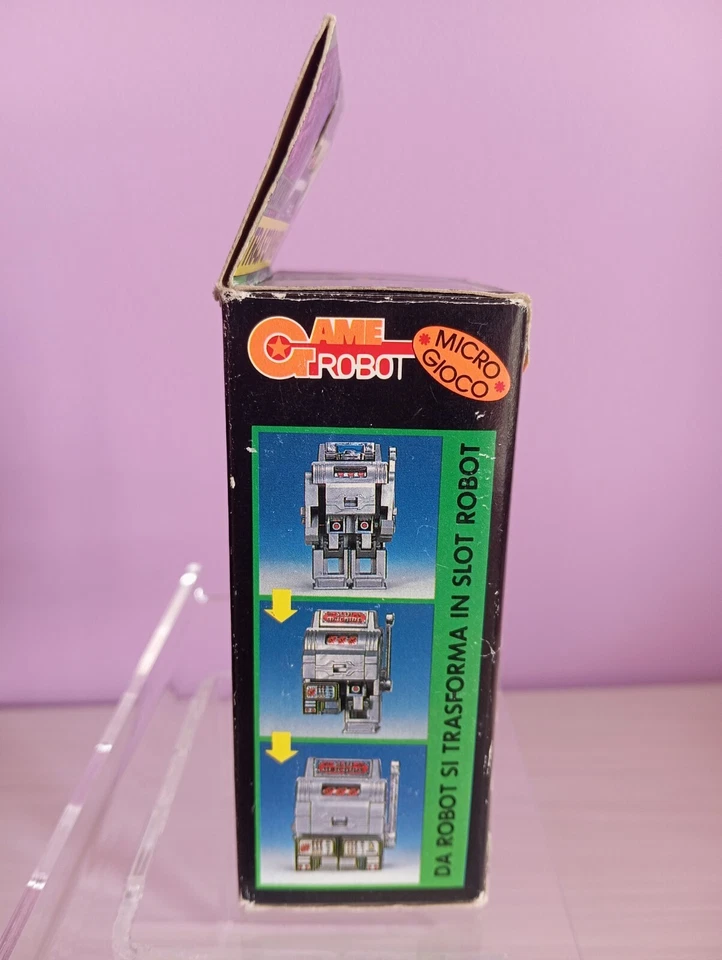 GAME
ROBOT
MICRO
GIOCO
DA ROBOT SI TRASFORMA IN SLOT ROBOT